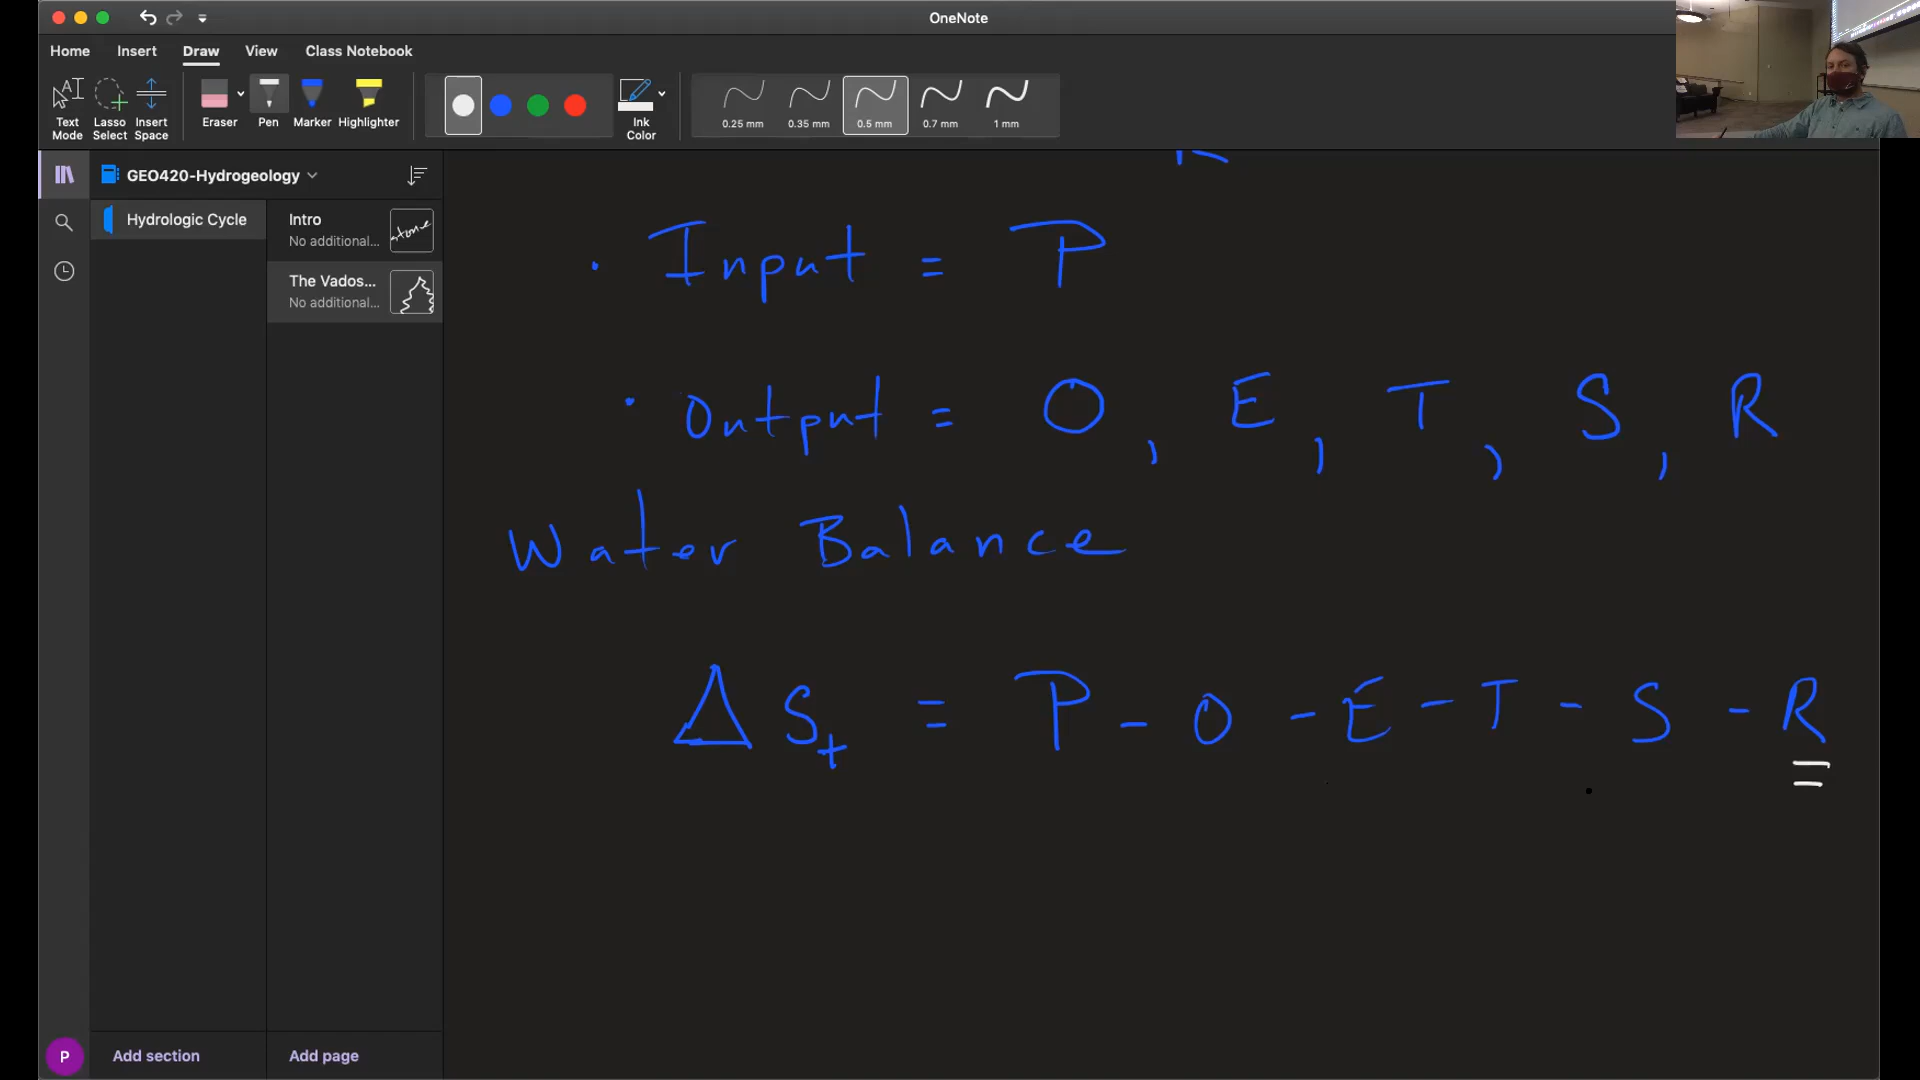 OneNote
Home Insert Draw View Class Notebook
Text Mode
Lasso Select
Insert Space
Eraser
Pen
Marker
Highlighter
Ink Color
0.25 mm
0.35 mm
0.5 mm
0.7 mm
1 mm
GEO420-Hydrogeology
Hydrologic Cycle
Intro
No additional...
The Vados...
No additional...
· Input = P
· Output = O, E, T, S, R
Water Balance
Δ S_t = P - O - E - T - S - R
P
Add section
Add page